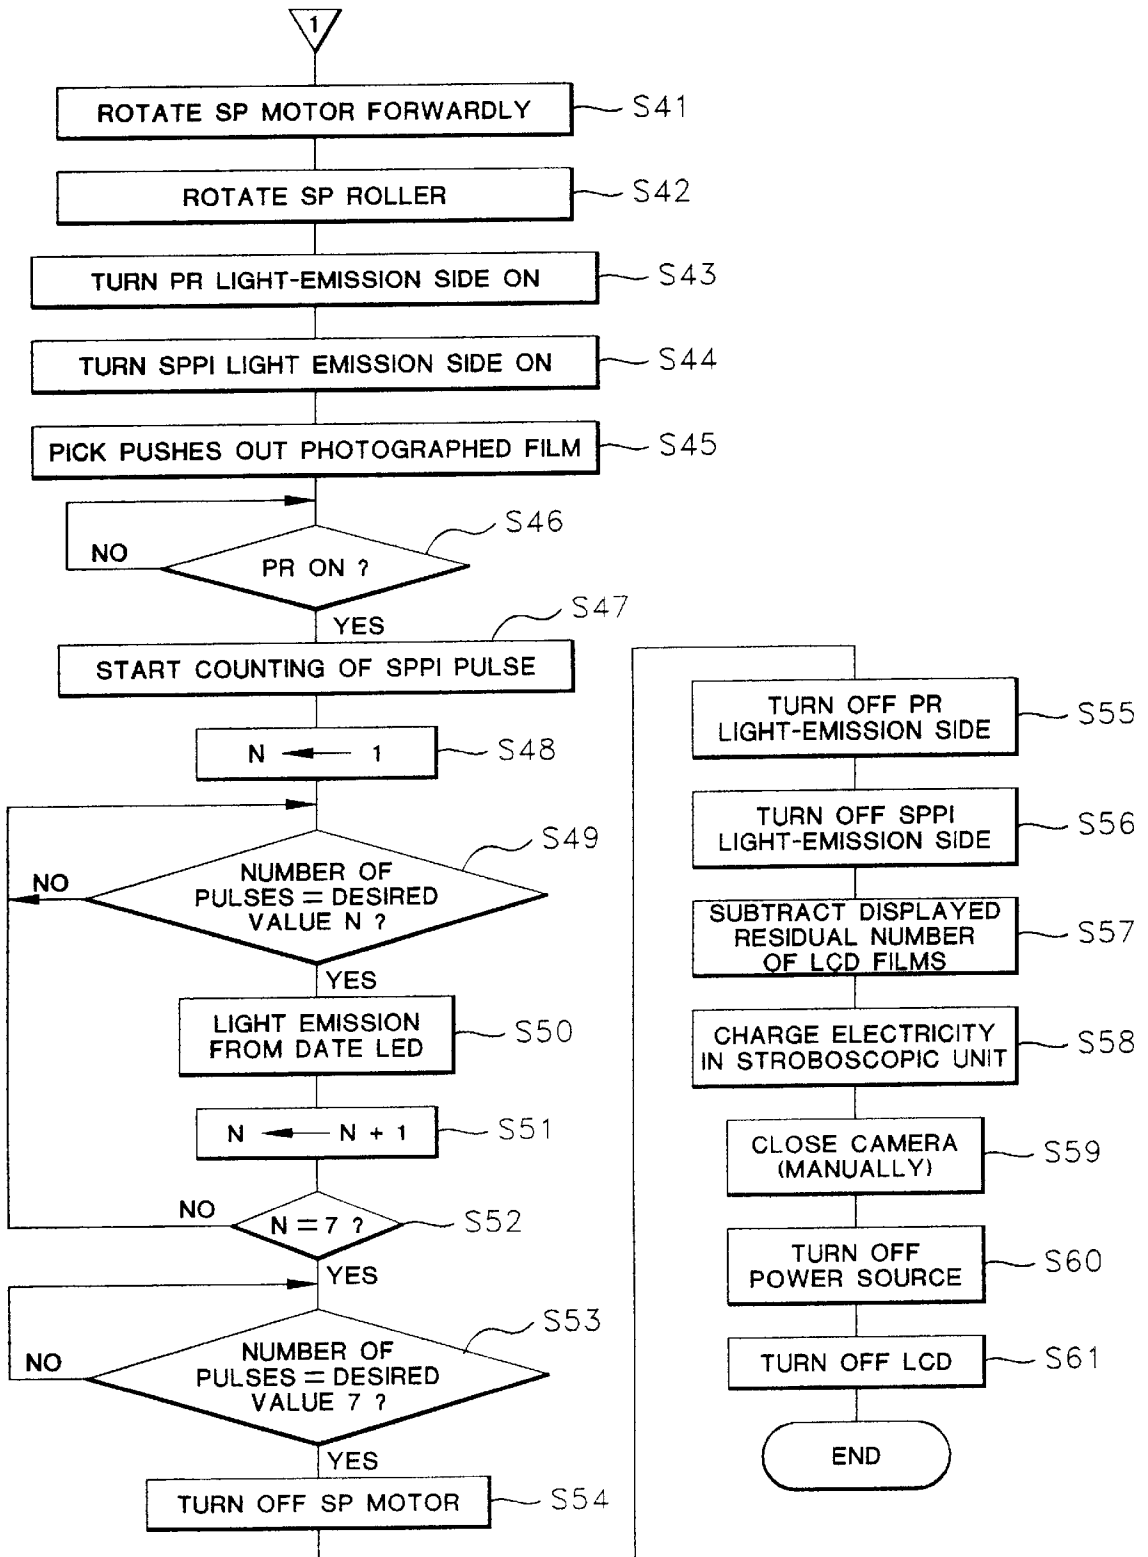 1
ROTATE SP MOTOR FORWARDLY
S41
ROTATE SP ROLLER
S42
TURN PR LIGHT-EMISSION SIDE ON
S43
TURN SPPI LIGHT EMISSION SIDE ON
S44
PICK PUSHES OUT PHOTOGRAPHED FILM
S45
S46
NO
PR ON ?
YES
S47
START COUNTING OF SPPI PULSE
N ← 1
S48
S49
NO
NUMBER OF
PULSES = DESIRED
VALUE N ?
YES
LIGHT EMISSION
FROM DATE LED
S50
N ← N + 1
S51
NO
N = 7 ?
S52
YES
S53
NO
NUMBER OF
PULSES = DESIRED
VALUE 7 ?
YES
TURN OFF SP MOTOR
S54
TURN OFF PR
LIGHT-EMISSION SIDE
S55
TURN OFF SPPI
LIGHT-EMISSION SIDE
S56
SUBTRACT DISPLAYED
RESIDUAL NUMBER
OF LCD FILMS
S57
CHARGE ELECTRICITY
IN STROBOSCOPIC UNIT
S58
CLOSE CAMERA
(MANUALLY)
S59
TURN OFF
POWER SOURCE
S60
TURN OFF LCD
S61
END